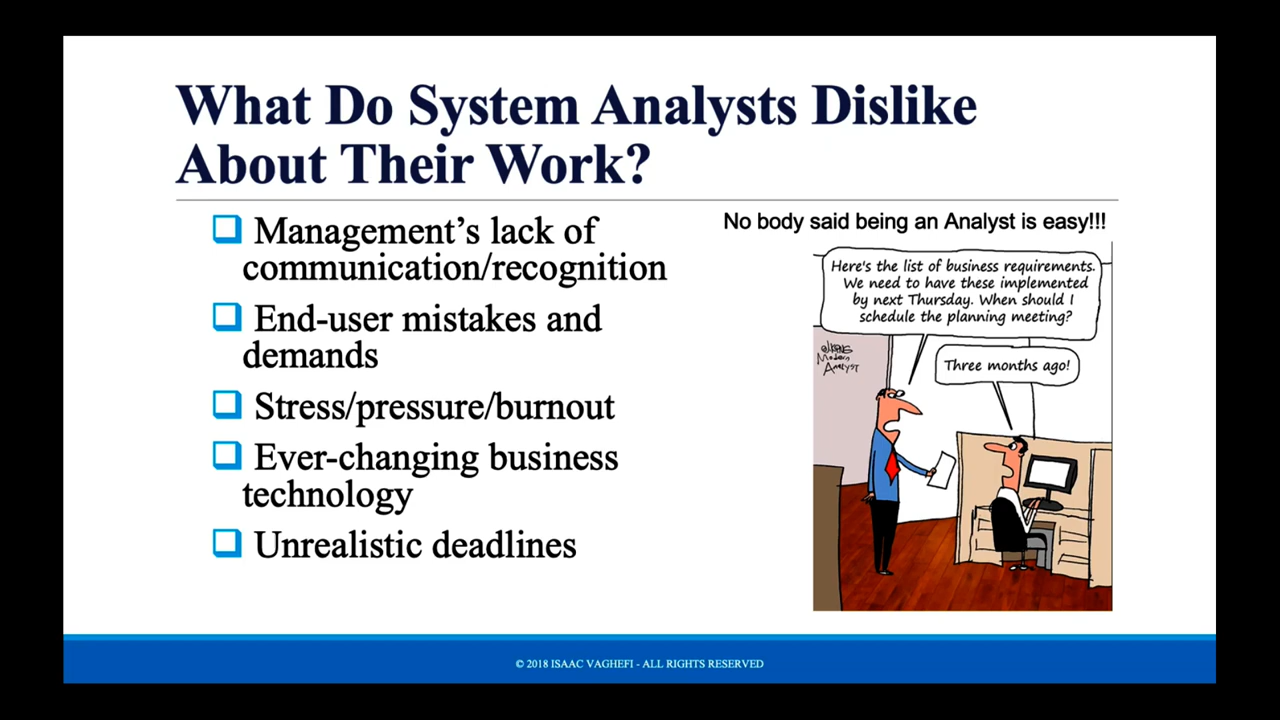 What Do System Analysts Dislike
About Their Work?
Management’s lack of
communication/recognition
End-user mistakes and
demands
Stress/pressure/burnout
Ever-changing business
technology
Unrealistic deadlines
No body said being an Analyst is easy!!!
Here's the list of business requirements.
We need to have these implemented
by next Thursday. When should I
schedule the planning meeting?
Three months ago!
Modern
Analyst
© 2018 ISAAC VAGHEFI - ALL RIGHTS RESERVED